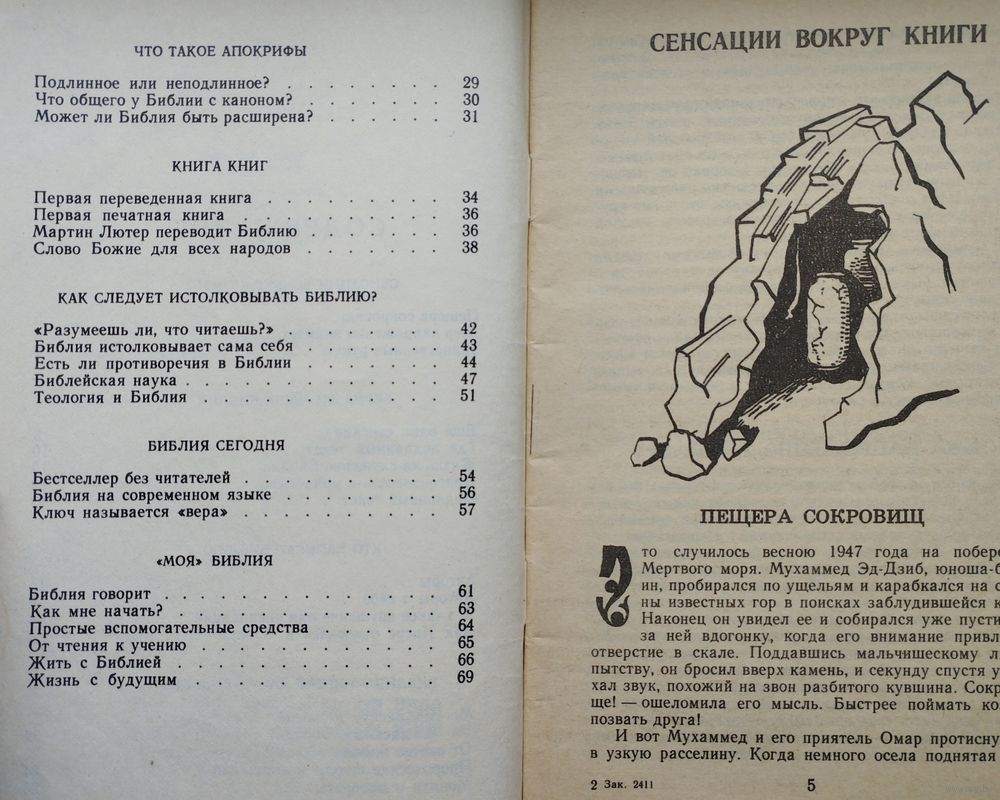 ЧТО ТАКОЕ АПОКРИФЫ
Подлинное или неподлинное? . . . . . . . 29
Что общего у Библии с каноном? . . . . . . 30
Может ли Библия быть расширена? . . . . . . 31
КНИГА КНИГ
Первая переведенная книга . . . . . . . . 34
Первая печатная книга . . . . . . . . . 36
Мартин Лютер переводит Библию . . . . . . 36
Слово Божие для всех народов . . . . . . 38
КАК СЛЕДУЕТ ИСТОЛКОВЫВАТЬ БИБЛИЮ?
«Разумеешь ли, что читаешь?» . . . . . . . 42
Библия истолковывает сама себя . . . . . . 43
Есть ли противоречия в Библии . . . . . . 44
Библейская наука . . . . . . . . . . 47
Теология и Библия . . . . . . . . . . 51
БИБЛИЯ СЕГОДНЯ
Бестселлер без читателей . . . . . . . . 54
Библия на современном языке . . . . . . . 56
Ключ называется «вера» . . . . . . . . 57
«МОЯ» БИБЛИЯ
Библия говорит . . . . . . . . . . . 61
Как мне начать? . . . . . . . . . . . 63
Простые вспомогательные средства . . . . . 64
От чтения к учению . . . . . . . . . . 65
Жить с Библией . . . . . . . . . . . 66
Жизнь с будущим . . . . . . . . . . 69
СЕНСАЦИИ ВОКРУГ КНИГИ
ПЕЩЕРА СОКРОВИЩ
Это случилось весною 1947 года на побере
Мертвого моря. Мухаммед Эд-Дзиб, юноша-б
ин, пробирался по ущельям и карабкался на с
ны известных гор в поисках заблудившейся к
Наконец он увидел ее и собирался уже пусти
за ней вдогонку, когда его внимание привл
отверстие в скале. Поддавшись мальчишескому л
пытству, он бросил вверх камень, и секунду спустя у
хал звук, похожий на звон разбитого кувшина. Сокр
ще! — ошеломила его мысль. Быстрее поймать ко
позвать друга!
И вот Мухаммед и его приятель Омар протисну
в узкую расселину. Когда немного осела поднятая
2 Зак. 2411
5